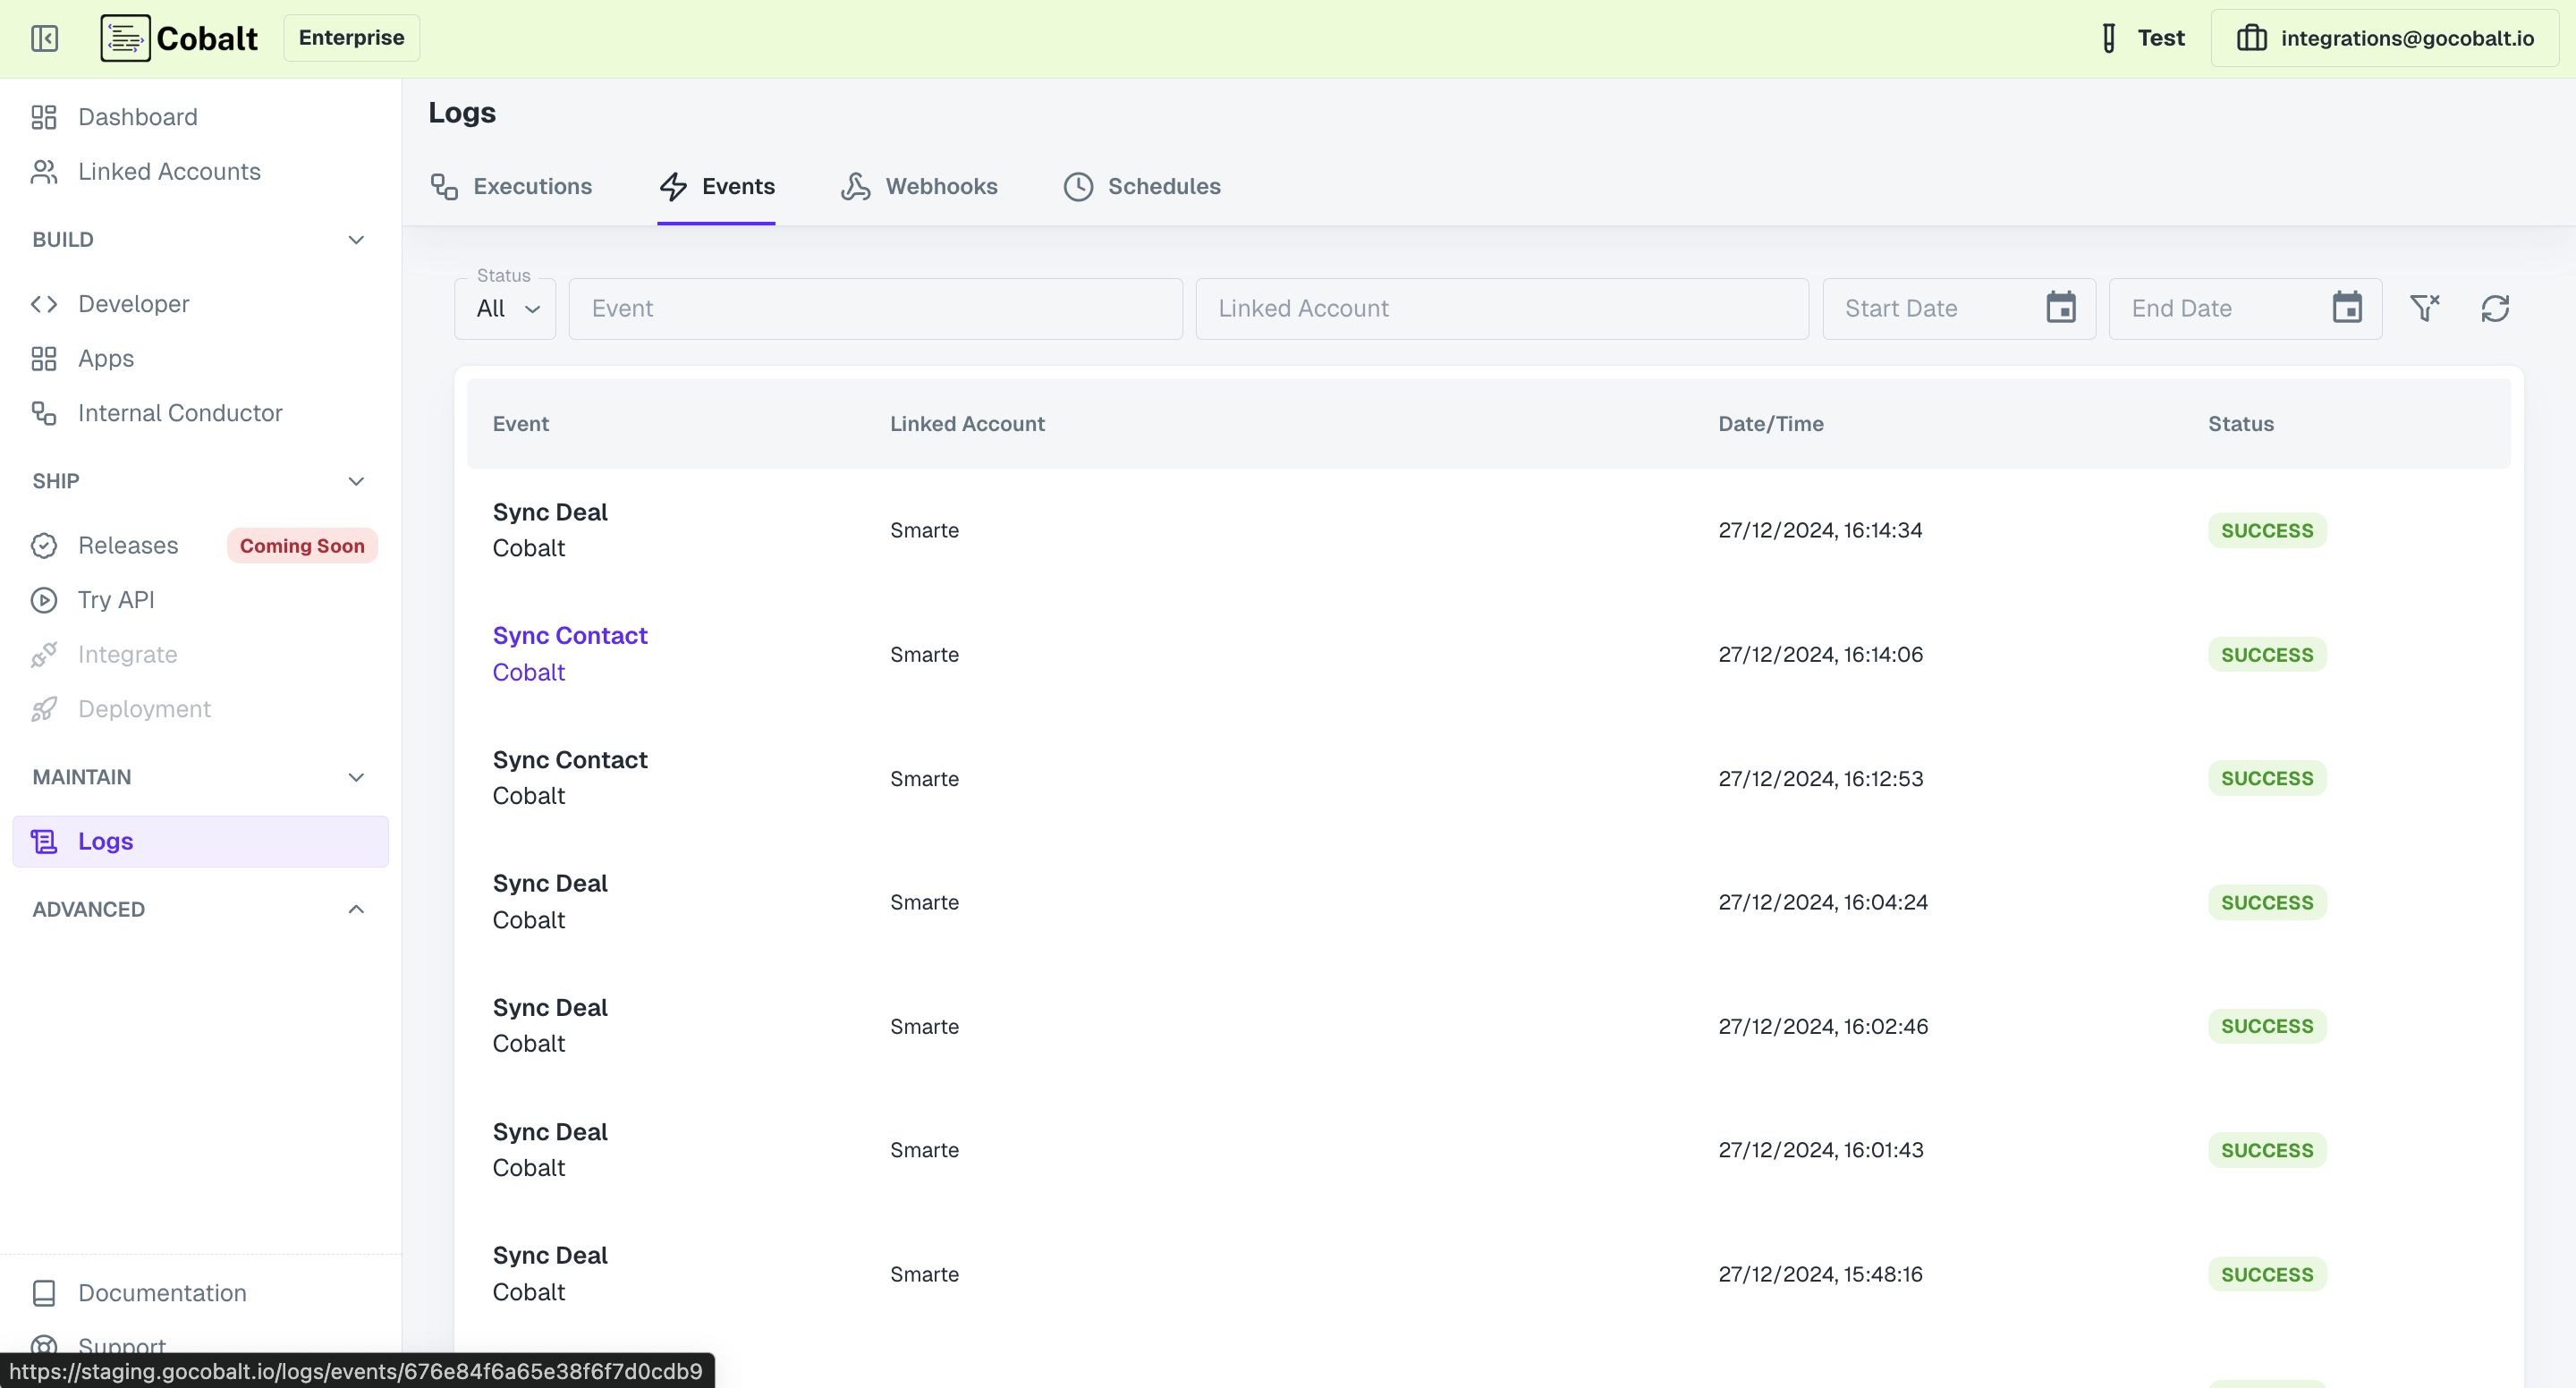 Cobalt
Enterprise
Test
integrations@gocobalt.io
Dashboard
Linked Accounts
BUILD
Developer
Apps
Internal Conductor
SHIP
Releases
Coming Soon
Try API
Integrate
Deployment
MAINTAIN
Logs
ADVANCED
Documentation
Support
https://staging.gocobalt.io/logs/events/676e84f6a65e38f6f7d0cdb9
Logs
Executions
Events
Webhooks
Schedules
Status
All
Event
Linked Account
Start Date
End Date
Event Linked Account Date/Time Status
Sync Deal
Cobalt
Smarte 27/12/2024, 16:14:34 SUCCESS
Sync Contact
Cobalt
Smarte 27/12/2024, 16:14:06 SUCCESS
Sync Contact
Cobalt
Smarte 27/12/2024, 16:12:53 SUCCESS
Sync Deal
Cobalt
Smarte 27/12/2024, 16:04:24 SUCCESS
Sync Deal
Cobalt
Smarte 27/12/2024, 16:02:46 SUCCESS
Sync Deal
Cobalt
Smarte 27/12/2024, 16:01:43 SUCCESS
Sync Deal
Cobalt
Smarte 27/12/2024, 15:48:16 SUCCESS